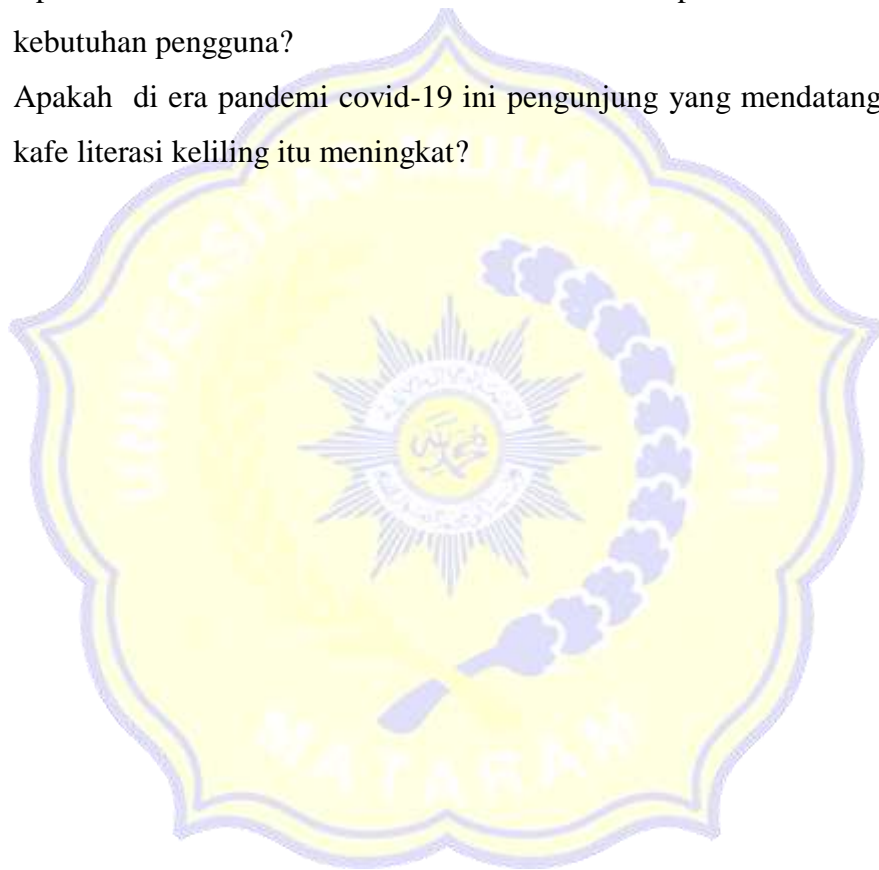 kebutuhan pengguna?
Apakah di era pandemi covid-19 ini pengunjung yang mendatang
kafe literasi keliling itu meningkat?
UNIVERSITAS MUHAMMADIYAH
MATARAM